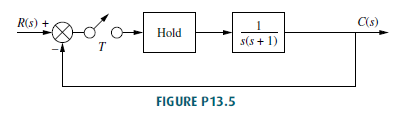 R(s) +
C(s)
−
T
Hold
1
s(s + 1)
FIGURE P13.5